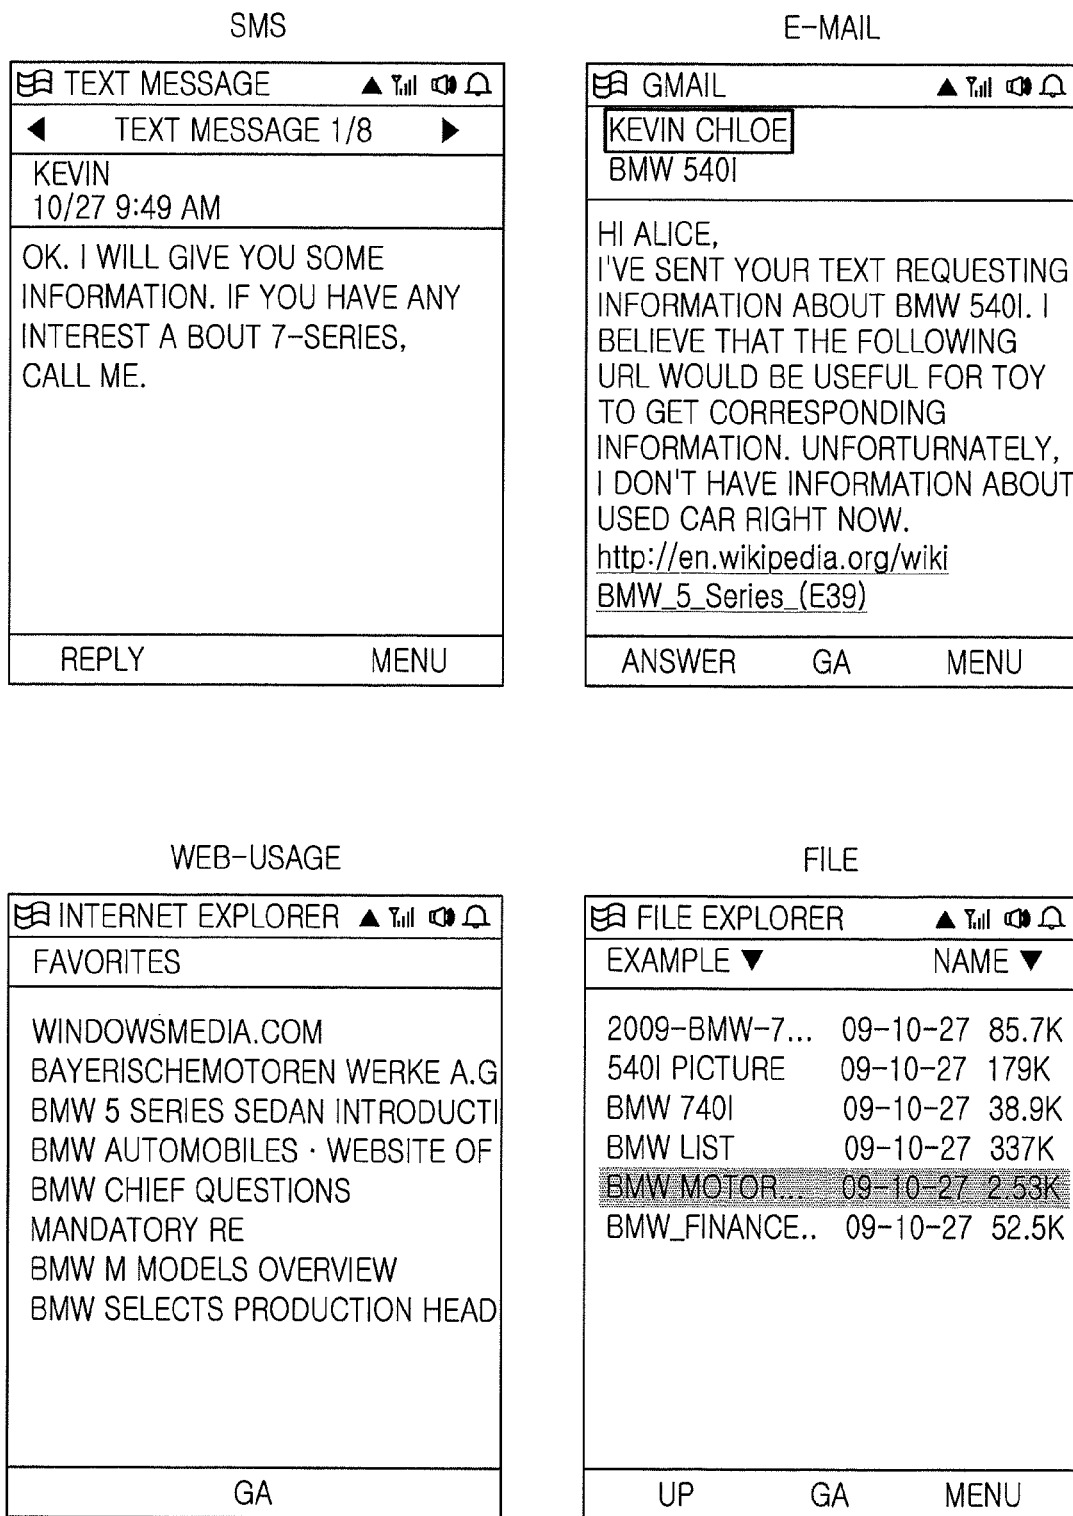 SMS
TEXT MESSAGE
TEXT MESSAGE 1/8
KEVIN
10/27 9:49 AM
OK. I WILL GIVE YOU SOME
INFORMATION. IF YOU HAVE ANY
INTEREST A BOUT 7-SERIES,
CALL ME.
REPLY MENU
E-MAIL
GMAIL
KEVIN CHLOE
BMW 540I
HI ALICE,
I'VE SENT YOUR TEXT REQUESTING
INFORMATION ABOUT BMW 540I. I
BELIEVE THAT THE FOLLOWING
URL WOULD BE USEFUL FOR TOY
TO GET CORRESPONDING
INFORMATION. UNFORTURNATELY,
I DON'T HAVE INFORMATION ABOUT
USED CAR RIGHT NOW.
http://en.wikipedia.org/wiki
BMW_5_Series_(E39)
ANSWER GA MENU
WEB-USAGE
INTERNET EXPLORER
FAVORITES
WINDOWSMEDIA.COM
BAYERISCHEMOTOREN WERKE A.G
BMW 5 SERIES SEDAN INTRODUCTI
BMW AUTOMOBILES · WEBSITE OF
BMW CHIEF QUESTIONS
MANDATORY RE
BMW M MODELS OVERVIEW
BMW SELECTS PRODUCTION HEAD
GA
FILE
FILE EXPLORER
EXAMPLE ▼ NAME ▼
2009-BMW-7... 09-10-27 85.7K
540I PICTURE 09-10-27 179K
BMW 740I 09-10-27 38.9K
BMW LIST 09-10-27 337K
BMW MOTOR... 09-10-27 2.53K
BMW_FINANCE.. 09-10-27 52.5K
UP GA MENU